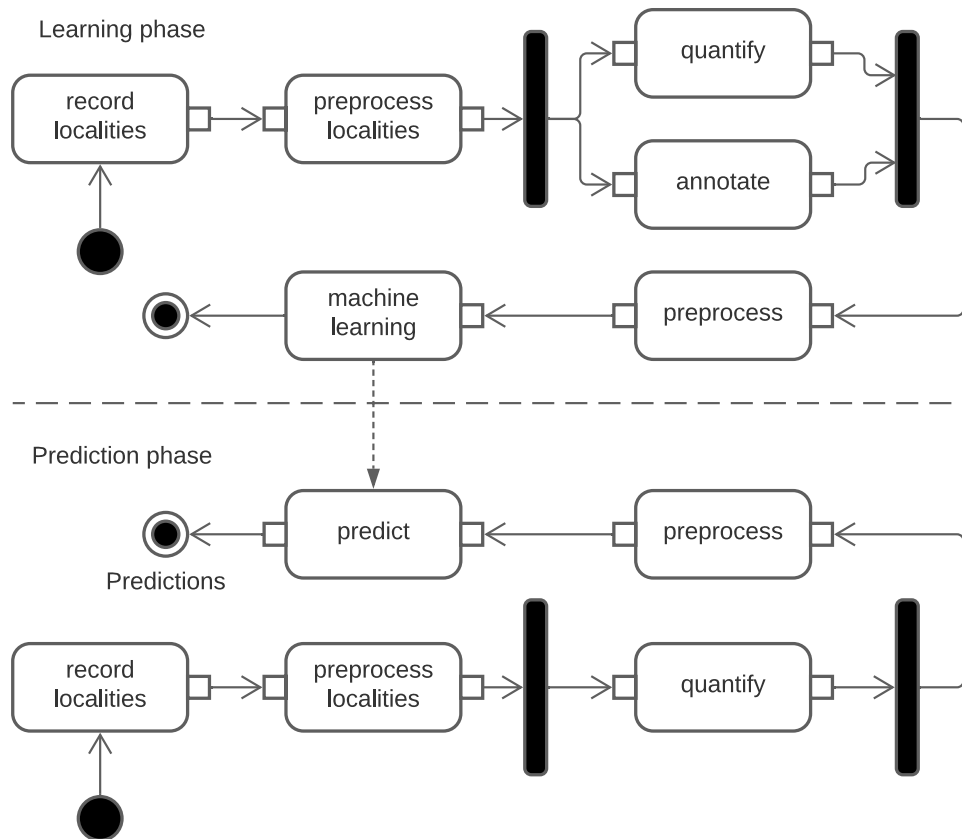 Learning phase
record
localities
preprocess
localities
quantify
annotate
machine
learning
preprocess
Prediction phase
predict
preprocess
Predictions
record
localities
preprocess
localities
quantify